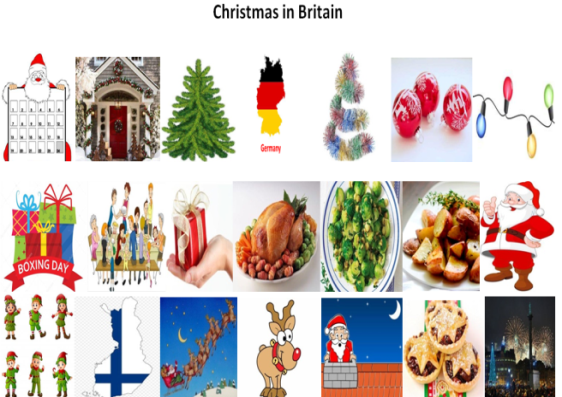 Christmas in Britain
Germany
BOXING DAY